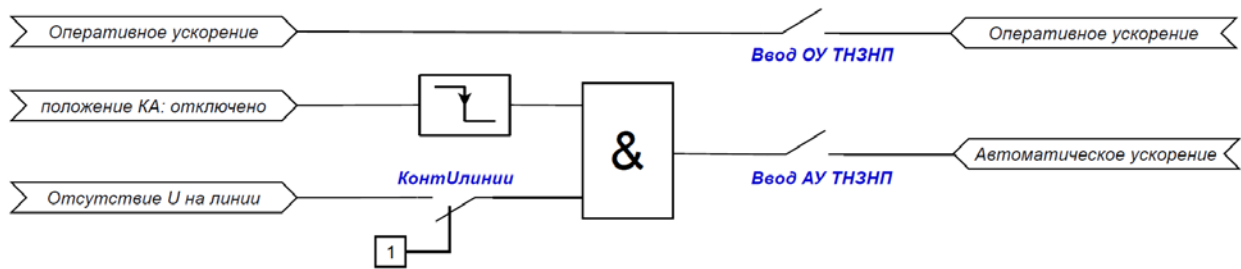 Оперативное ускорение
Ввод ОУ ТНЗНП
Оперативное ускорение
положение КА: отключено
&
Отсутствие U на линии
КонтUлинии
1
Ввод АУ ТНЗНП
Автоматическое ускорение